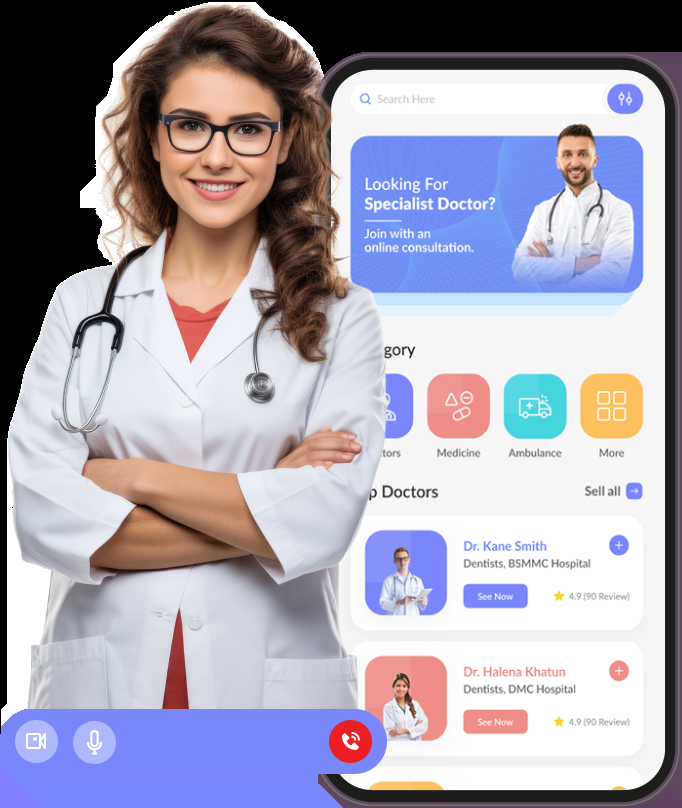 Search Here
Looking For
Specialist Doctor?
Join with an
online consultation.
gory
tors
Medicine
Ambulance
More
p Doctors
Sell all
Dr. Kane Smith
Dentists, BSMMC Hospital
See Now
4.9 (90 Review)
Dr. Halena Khatun
Dentists, DMC Hospital
See Now
4.9 (90 Review)